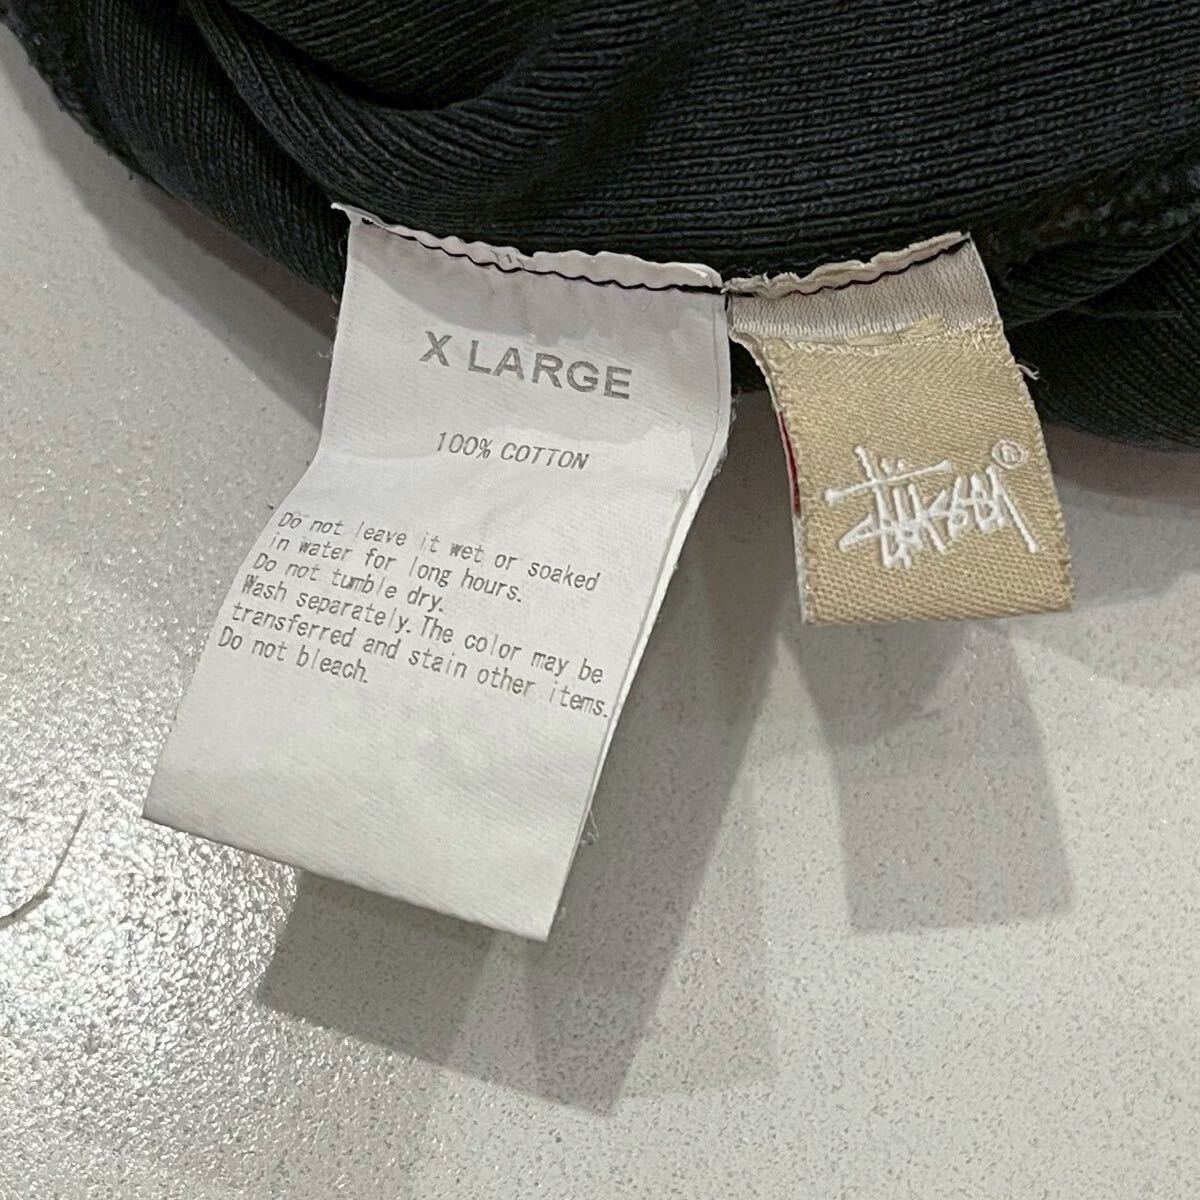 X LARGE
100% COTTON
Do not leave it wet or soaked
in water for long hours.
Do not tumble dry.
Wash separately. The color may be
transferred and stain other items.
Do not bleach.
Stüssy®